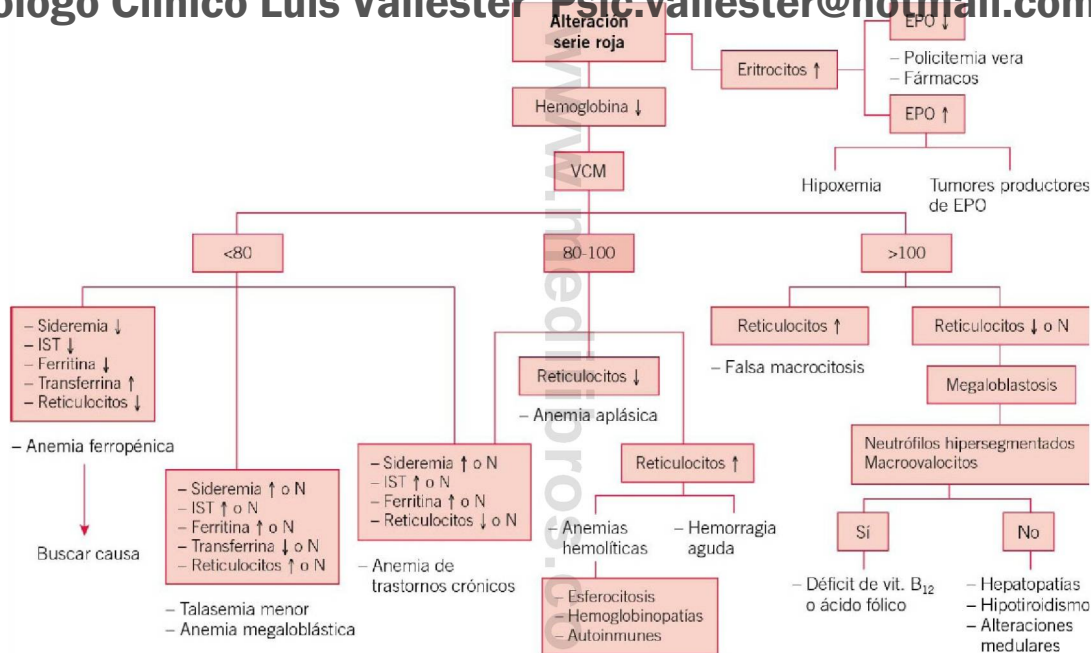 ólogo Clínico Luis Vallester Psic.vallester@hotmail.com
www.medilibros.co
Alteración
serie roja
Eritrocitos ↑
EPO ↓
– Policitemia vera
– Fármacos
EPO ↑
Hipoxemia
Tumores productores
de EPO
Hemoglobina ↓
VCM
<80
80-100
>100
– Sideremia ↓
– IST ↓
– Ferritina ↓
– Transferrina ↑
– Reticulocitos ↓
– Anemia ferropénica
Buscar causa
– Sideremia ↑ o N
– IST ↑ o N
– Ferritina ↑ o N
– Transferrina ↓ o N
– Reticulocitos ↑ o N
– Talasemia menor
– Anemia megaloblástica
– Sideremia ↑ o N
– IST ↑ o N
– Ferritina ↑ o N
– Reticulocitos ↓ o N
– Anemia de
trastornos crónicos
Reticulocitos ↓
– Anemia aplásica
Reticulocitos ↑
– Anemias
hemolíticas
– Hemorragia
aguda
– Esferocitosis
– Hemoglobinopatías
– Autoinmunes
Reticulocitos ↑
– Falsa macrocitosis
Reticulocitos ↓ o N
Megaloblastosis
Neutrófilos hipersegmentados
Macroovalocitos
Sí
– Déficit de vit. B₁₂
o ácido fólico
No
– Hepatopatías
– Hipotiroidismo
– Alteraciones
medulares